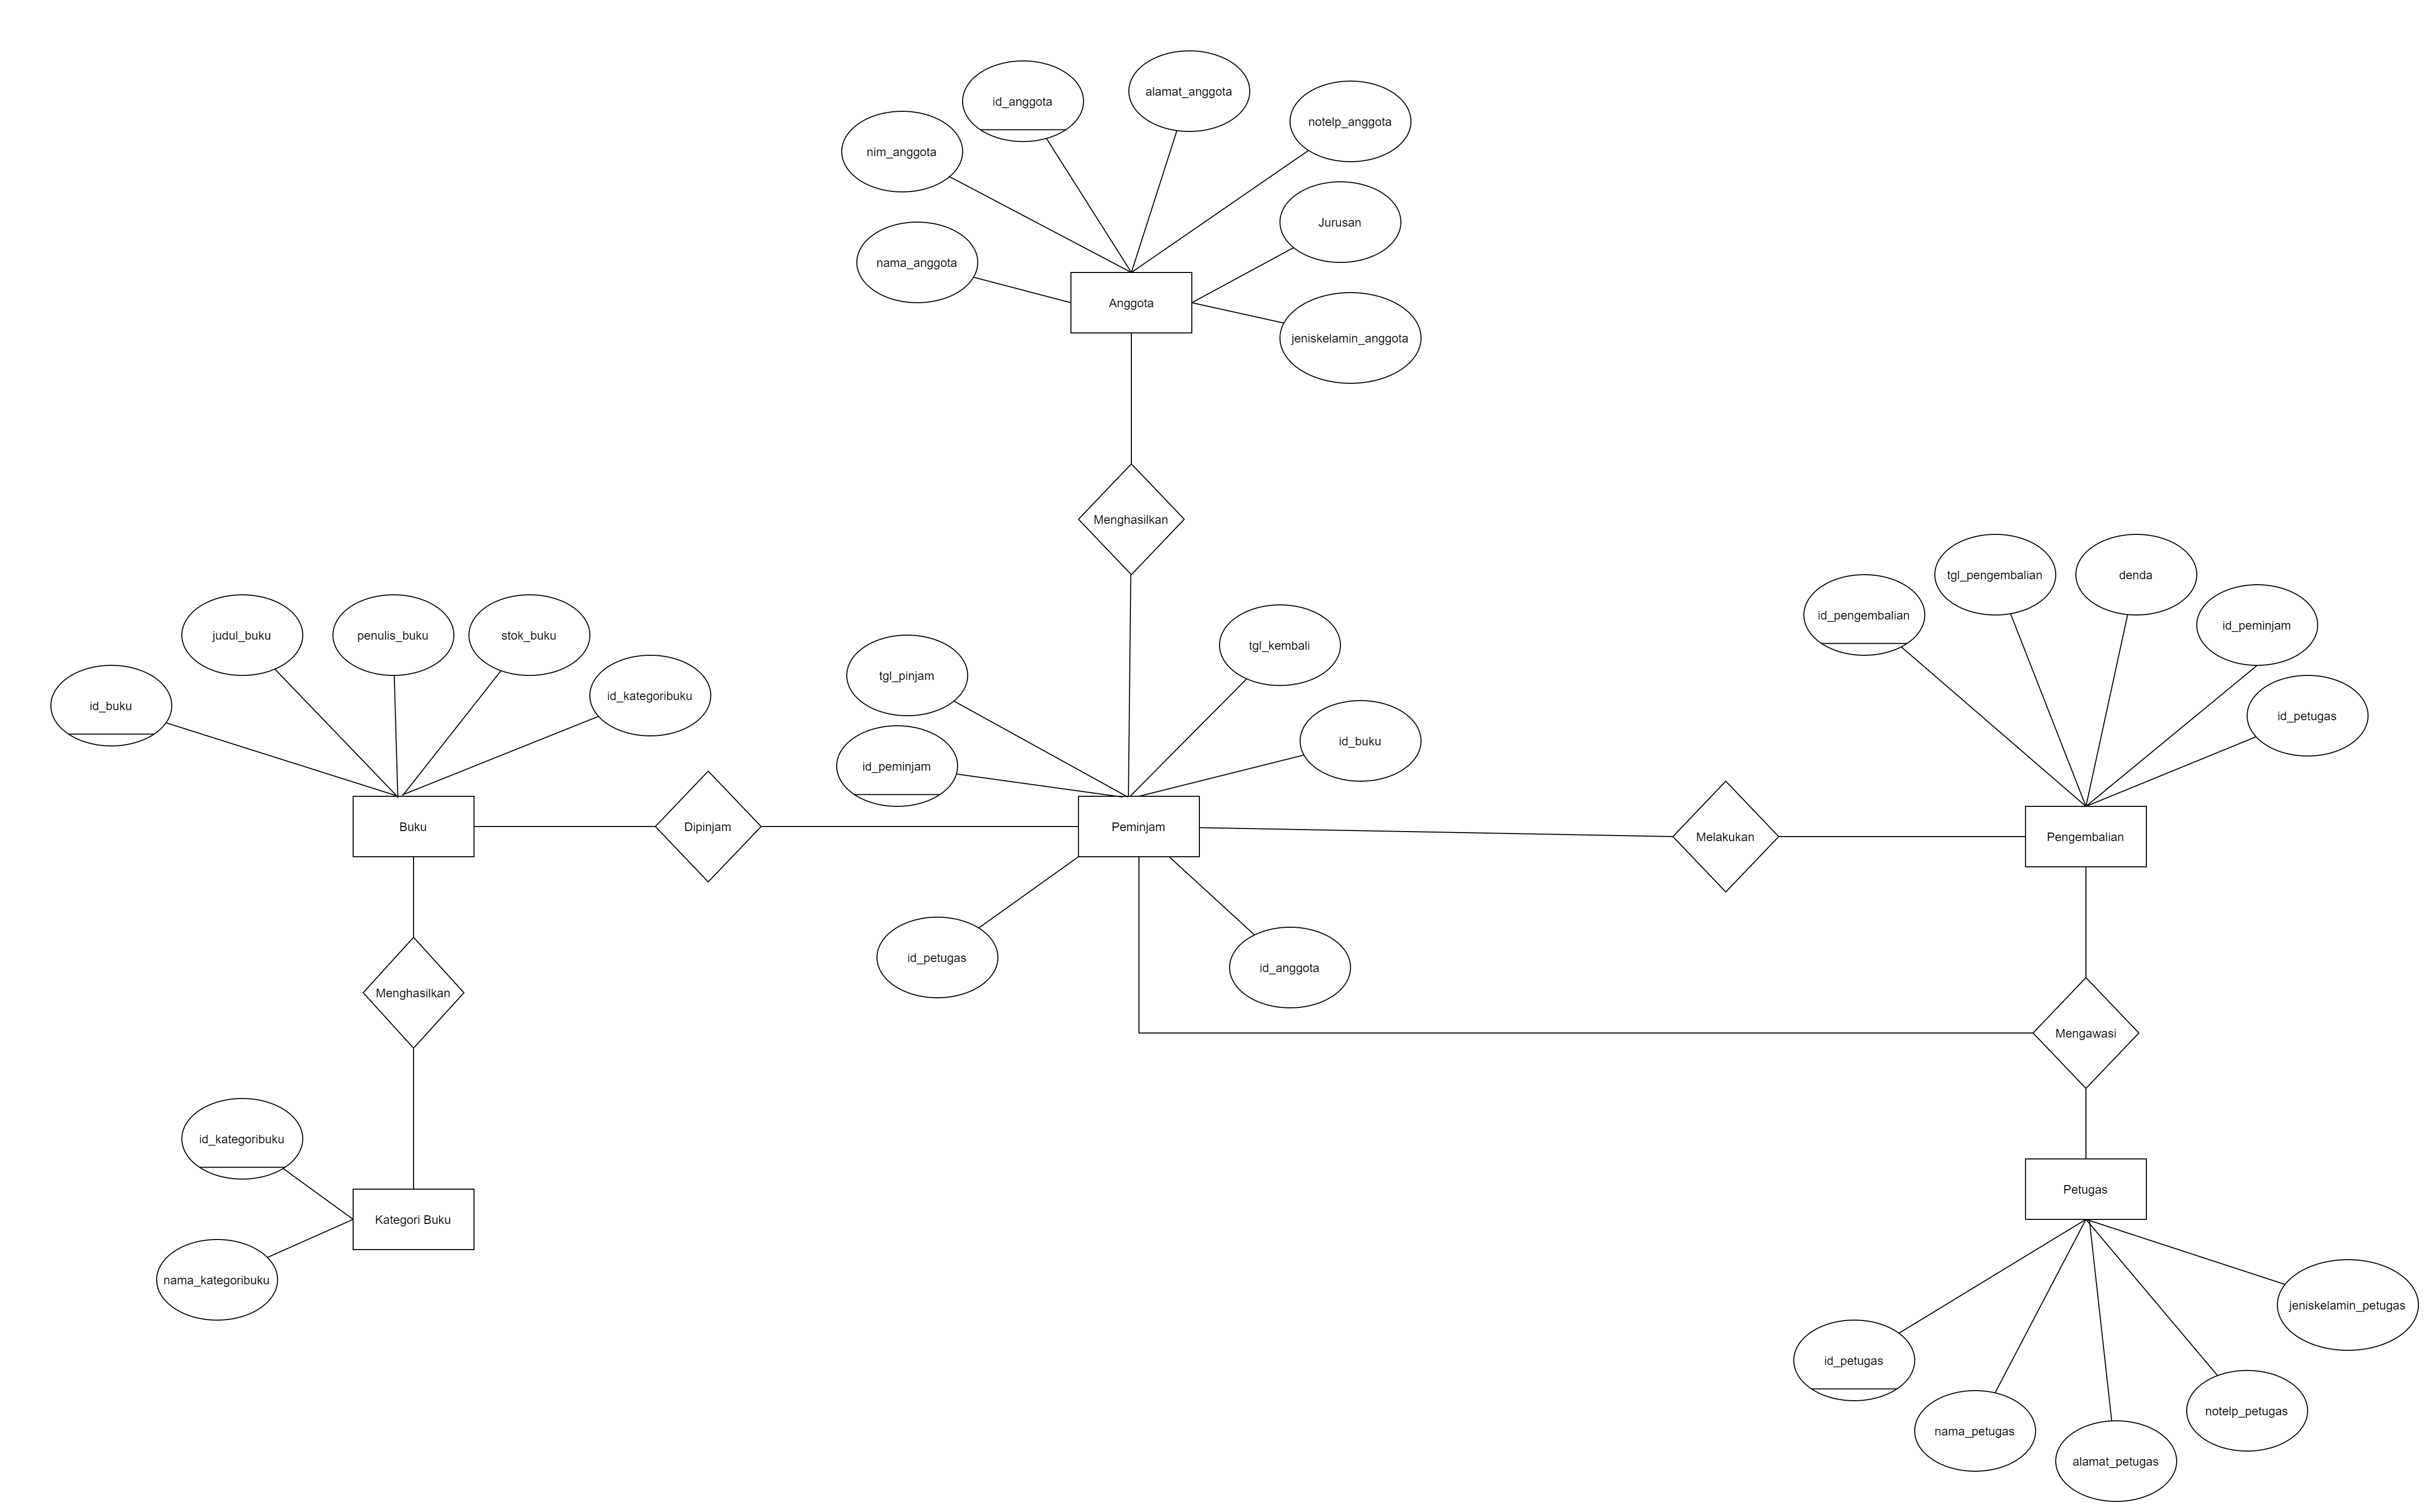 alamat_anggota
id_anggota
notelp_anggota
nim_anggota
Jurusan
nama_anggota
Anggota
jeniskelamin_anggota
Menghasilkan
tgl_pengembalian
denda
id_pengembalian
id_peminjam
judul_buku
penulis_buku
stok_buku
tgl_kembali
tgl_pinjam
id_kategoribuku
id_buku
id_petugas
id_buku
id_peminjam
Buku
Dipinjam
Peminjam
Melakukan
Pengembalian
id_petugas
id_anggota
Menghasilkan
Mengawasi
id_kategoribuku
Petugas
Kategori Buku
nama_kategoribuku
jeniskelamin_petugas
id_petugas
notelp_petugas
nama_petugas
alamat_petugas